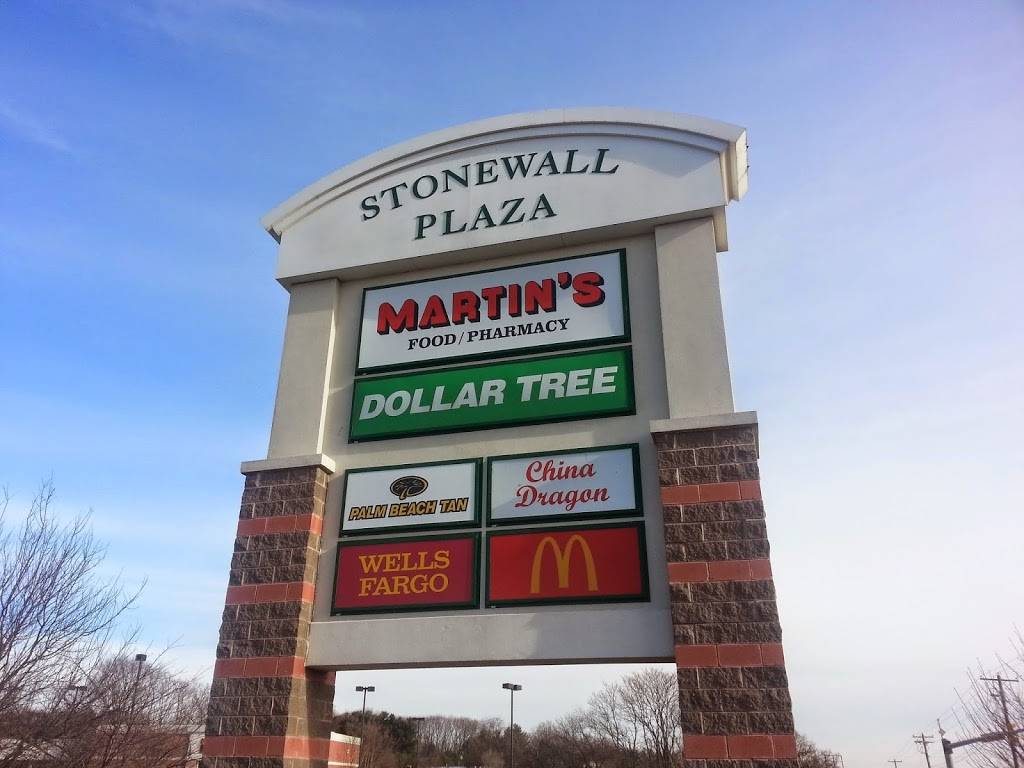 STONEWALL
PLAZA
MARTIN'S
FOOD/PHARMACY
DOLLAR TREE
PALM BEACH TAN
China
Dragon
WELLS
FARGO
M